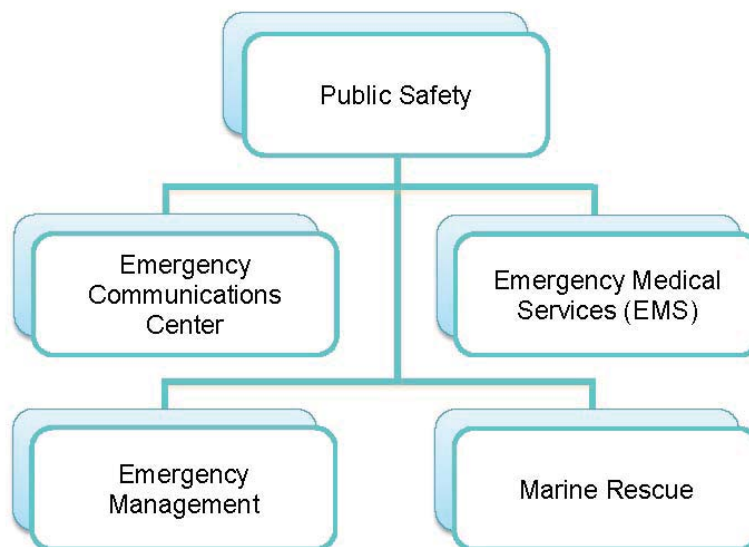 Public Safety
Emergency
Communications
Center
Emergency Medical
Services (EMS)
Emergency
Management
Marine Rescue